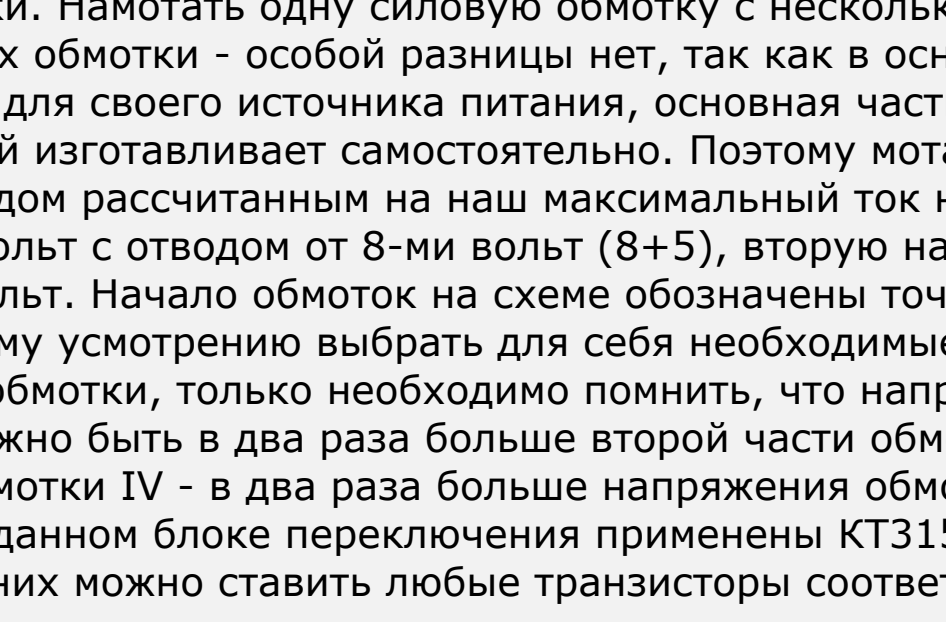 ки. Намотать одну силовую обмотку с нескольк
х обмотки - особой разницы нет, так как в осн
для своего источника питания, основная част
й изготавливает самостоятельно. Поэтому мота
дом рассчитанным на наш максимальный ток н
ольт с отводом от 8-ми вольт (8+5), вторую на
льт. Начало обмоток на схеме обозначены точ
му усмотрению выбрать для себя необходимые
обмотки, только необходимо помнить, что напр
жно быть в два раза больше второй части обм
мотки IV - в два раза больше напряжения обмо
данном блоке переключения применены КТ315
них можно ставить любые транзисторы соответ